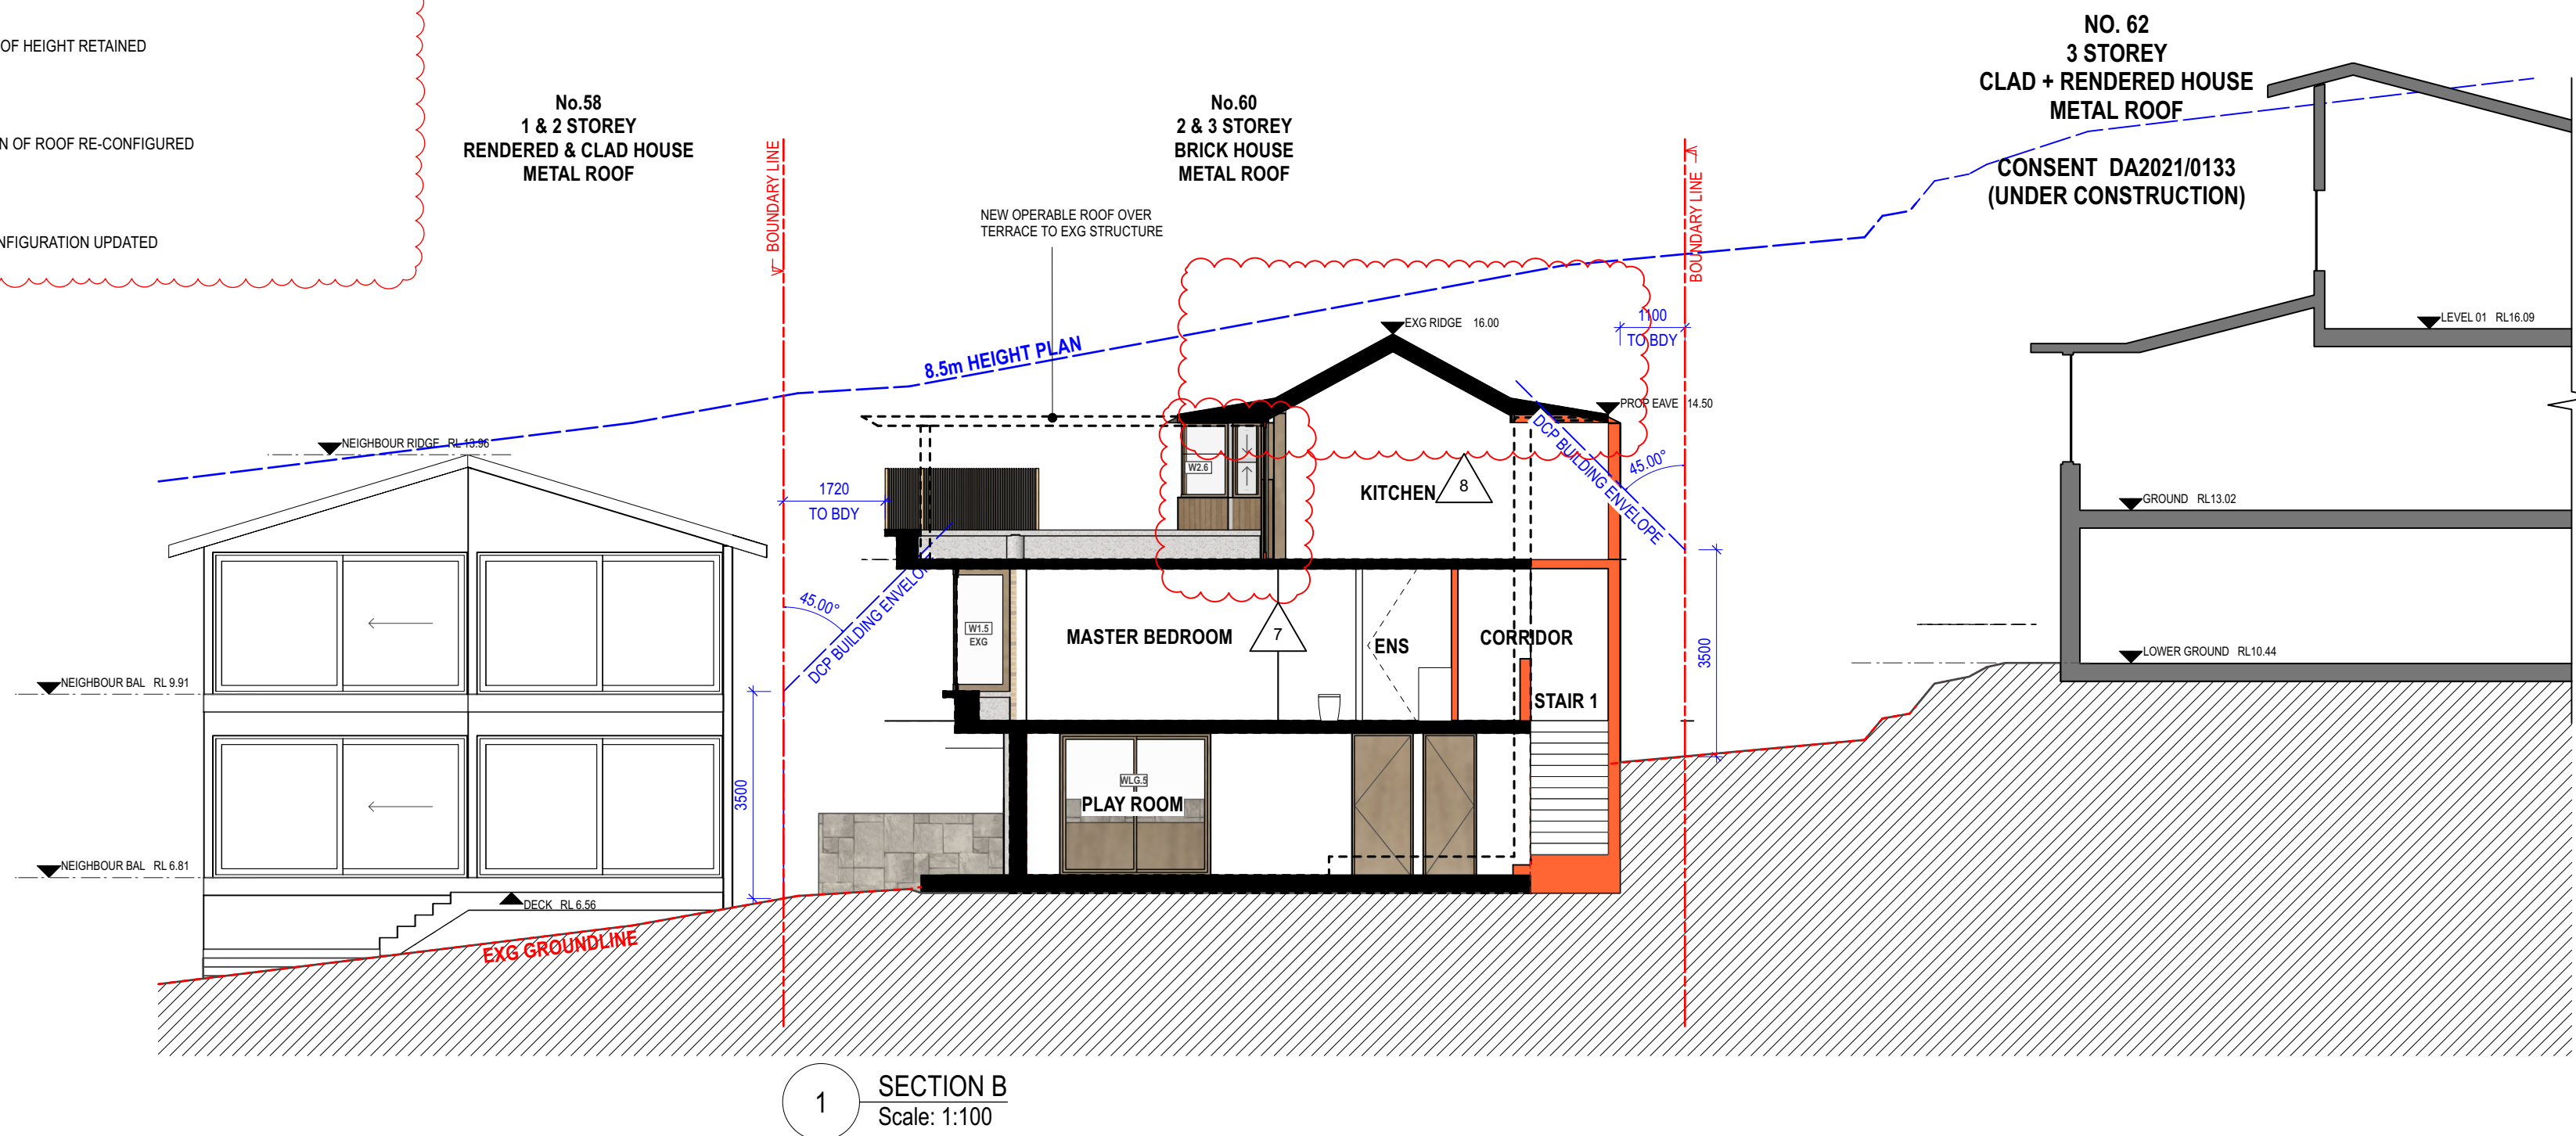 OF HEIGHT RETAINED
OF ROOF RE-CONFIGURED
UPDATED
No.58
1 & 2 STOREY
RENDERED & CLAD HOUSE
METAL ROOF
No.60
2 & 3 STOREY
BRICK HOUSE
METAL ROOF
NO. 62
3 STOREY
CLAD + RENDERED HOUSE
METAL ROOF
CONSENT DA2021/0133
(UNDER CONSTRUCTION)
BOUNDARY LINE
BOUNDARY LINE
NEW OPERABLE ROOF OVER
TERRACE TO EXG STRUCTURE
8.5m HEIGHT PLAN
EXG RIDGE 16.00
1100
TO BDY
LEVEL 01 RL16.09
PROP EAVE 14.50
NEIGHBOUR RIDGE RL 13.96
DCP BUILDING ENVELOPE
45.00°
W2.6
KITCHEN
8
1720
TO BDY
GROUND RL13.02
45.00°
DCP BUILDING ENVELOPE
W1.5
EXG
MASTER BEDROOM
7
ENS
CORRIDOR
3500
LOWER GROUND RL10.44
NEIGHBOUR BAL RL 9.91
STAIR 1
3500
WLG.5
PLAY ROOM
NEIGHBOUR BAL RL 6.81
DECK RL 6.56
EXG GROUNDLINE
1
SECTION B
Scale: 1:100